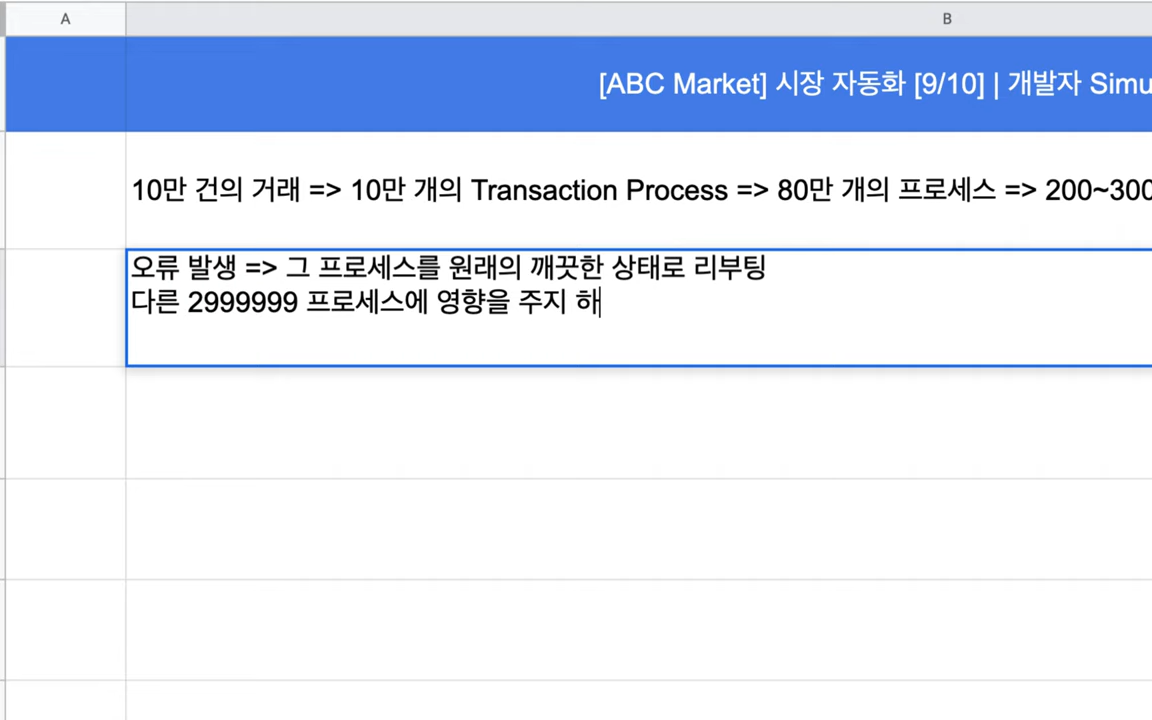 A
B
[ABC Market] 시장 자동화 [9/10] | 개발자 Simu
10만 건의 거래 => 10만 개의 Transaction Process => 80만 개의 프로세스 => 200~300
오류 발생 => 그 프로세스를 원래의 깨끗한 상태로 리부팅
다른 2999999 프로세스에 영향을 주지 하